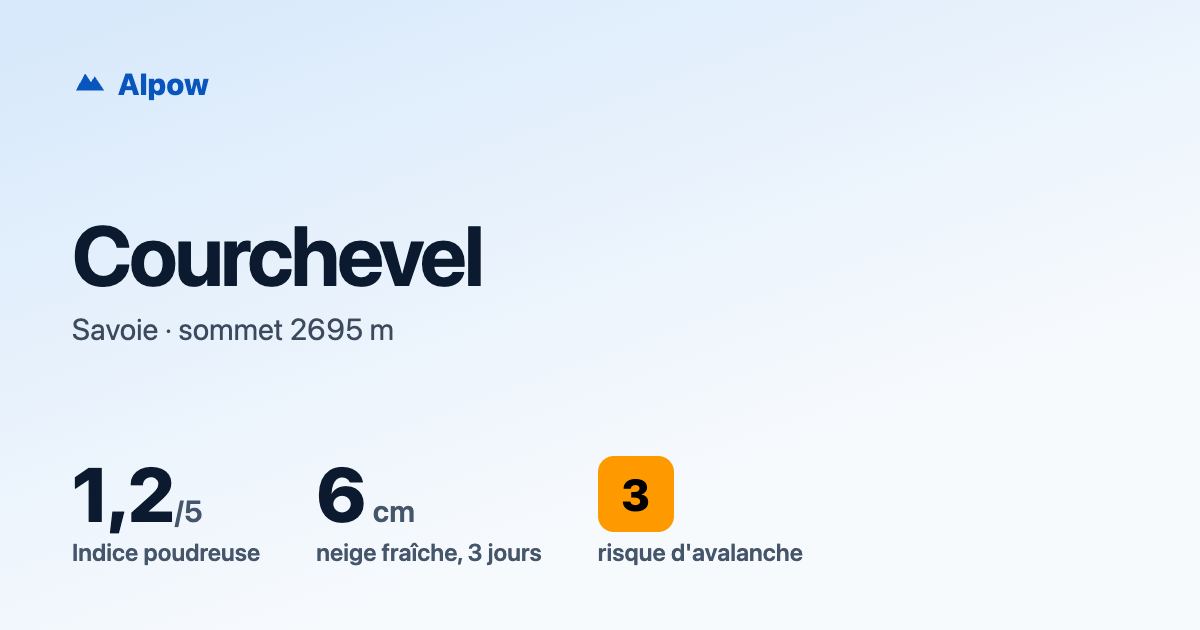 Alpow
Courchevel
Savoie · sommet 2695 m
1,2/5
Indice poudreuse
6 cm
neige fraîche, 3 jours
3
risque d'avalanche